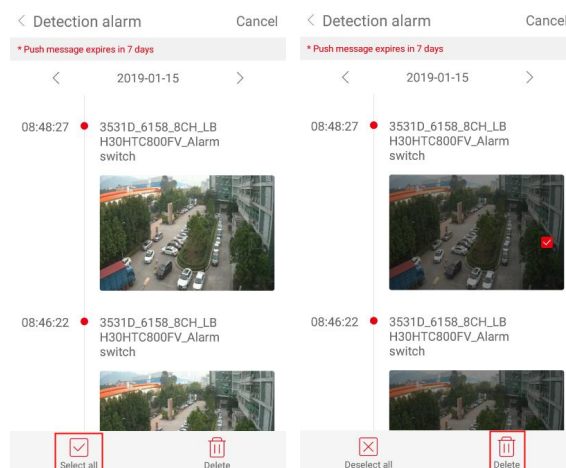 Detection alarm Cancel
* Push message expires in 7 days
2019-01-15
08:48:27 3531D_6158_8CH_LB
H30HTC800FV_Alarm
switch
08:46:22 3531D_6158_8CH_LB
H30HTC800FV_Alarm
switch
Select all Delete
Detection alarm Cancel
* Push message expires in 7 days
2019-01-15
08:48:27 3531D_6158_8CH_LB
H30HTC800FV_Alarm
switch
08:46:22 3531D_6158_8CH_LB
H30HTC800FV_Alarm
switch
Deselect all Delete